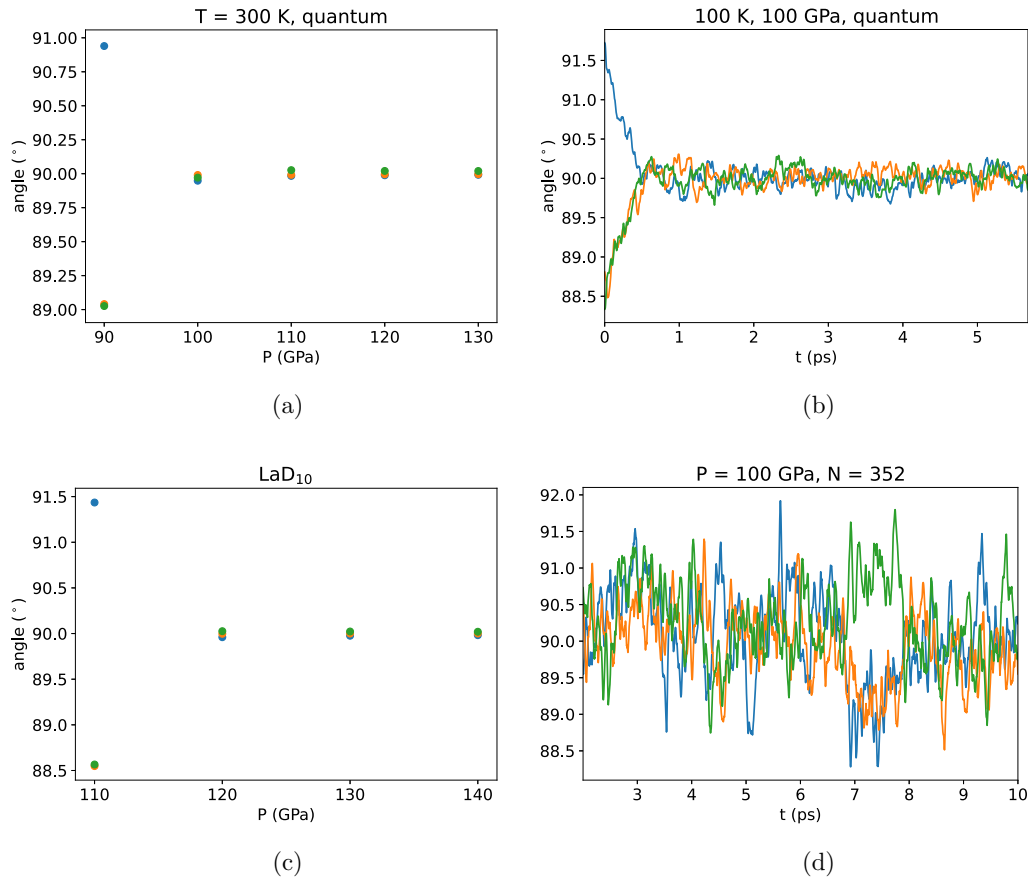 T = 300 K, quantum
angle (°)
91.00
90.75
90.50
90.25
90.00
89.75
89.50
89.25
89.00
90 100 110 120 130
P (GPa)
(a)
100 K, 100 GPa, quantum
angle (°)
91.5
91.0
90.5
90.0
89.5
89.0
88.5
0 1 2 3 4 5
t (ps)
(b)
LaD₁₀
angle (°)
91.5
91.0
90.5
90.0
89.5
89.0
88.5
110 120 130 140
P (GPa)
(c)
P = 100 GPa, N = 352
92.0
91.5
91.0
90.5
90.0
89.5
89.0
88.5
3 4 5 6 7 8 9 10
t (ps)
(d)